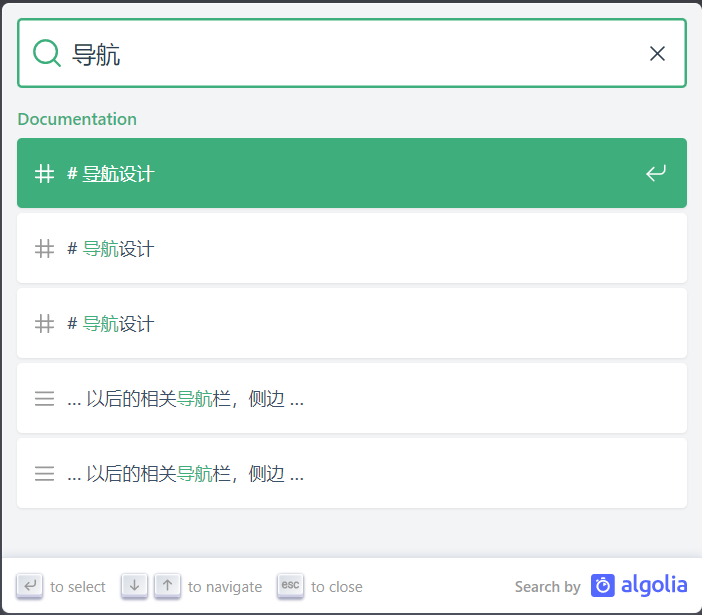 导航
Documentation
# 导航设计
# 导航设计
# 导航设计
... 以后的相关导航栏，侧边 ...
... 以后的相关导航栏，侧边 ...
to select
to navigate
esc to close
Search by algolia